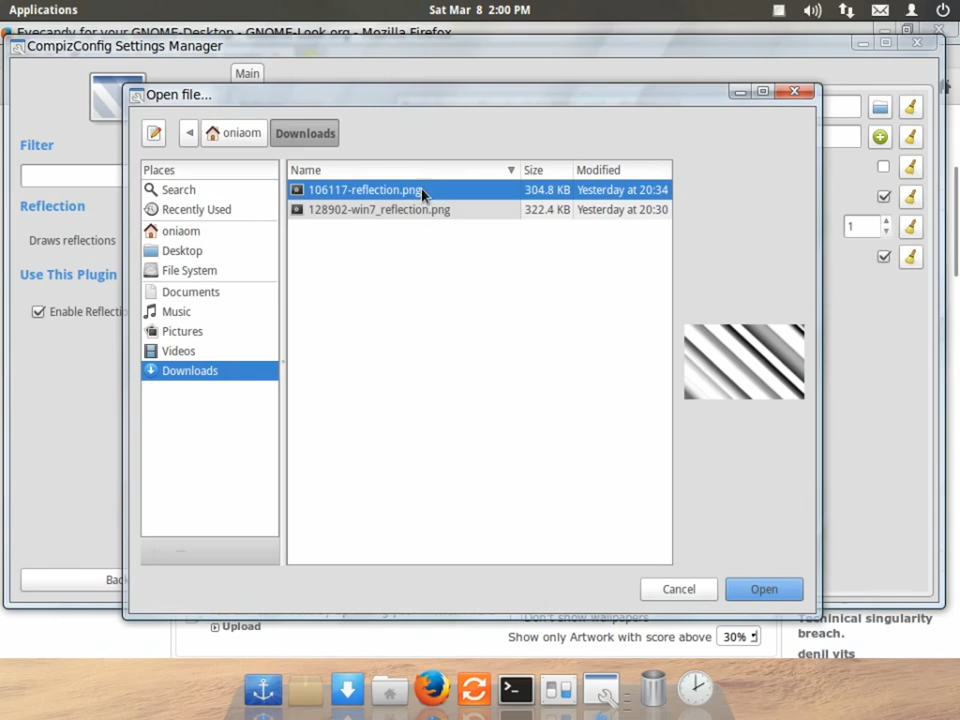 Applications
Sat Mar 8 2:00 PM
Eyecandy for your GNOME-Desktop - GNOME-Look.org - Mozilla Firefox
CompizConfig Settings Manager
Main
Open file...
Filter
oniaom
Downloads
Places
Name
Size
Modified
Search
106117-reflection.png
304.8 KB
Yesterday at 20:34
Recently Used
128902-win7_reflection.png
322.4 KB
Yesterday at 20:30
Reflection
oniaom
1
Draws reflections
Desktop
File System
Use This Plugin
Documents
Enable Reflecti
Music
Pictures
Videos
Downloads
Bac
Cancel
Open
Don't show wallpapers
Upload
Show only Artwork with score above
30%
Techinical singularity
breach.
denil vits